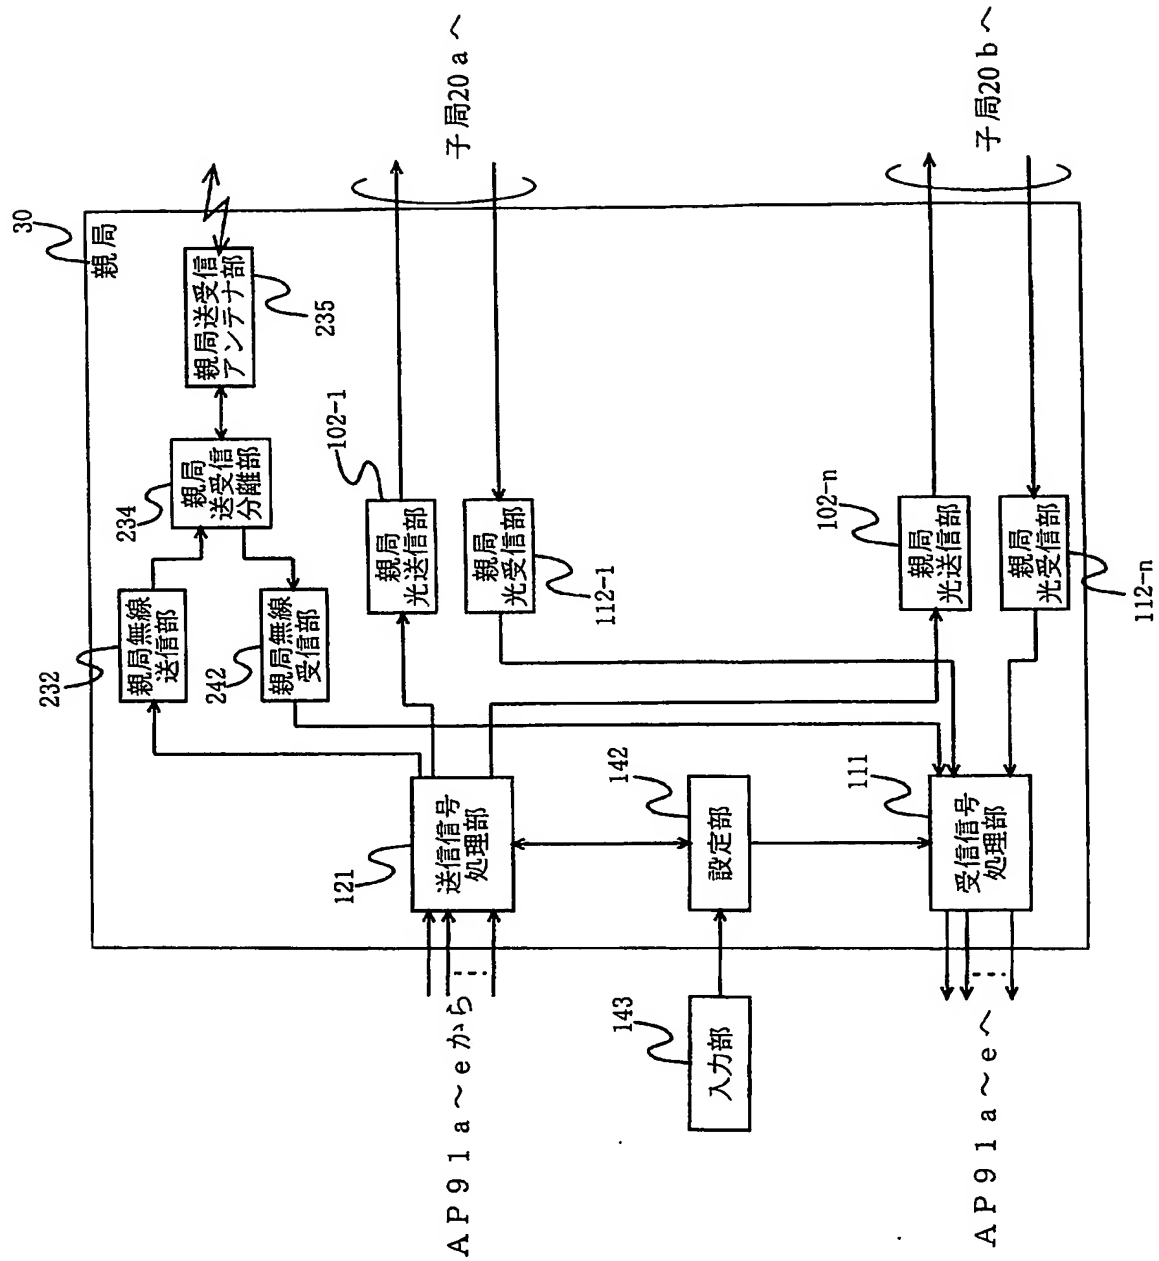 30
親局
親局送受信
アンテナ部
235
234
親局
送受信
分離部
232
親局無線
送信部
242
親局無線
受信部
102-1
親局
光送信部
子局20aへ
親局
光受信部
112-1
102-n
親局
光送信部
子局20bへ
親局
光受信部
112-n
121
送信信号
処理部
AP91a～eから
142
設定部
143
入力部
111
受信信号
処理部
AP91a～eへ